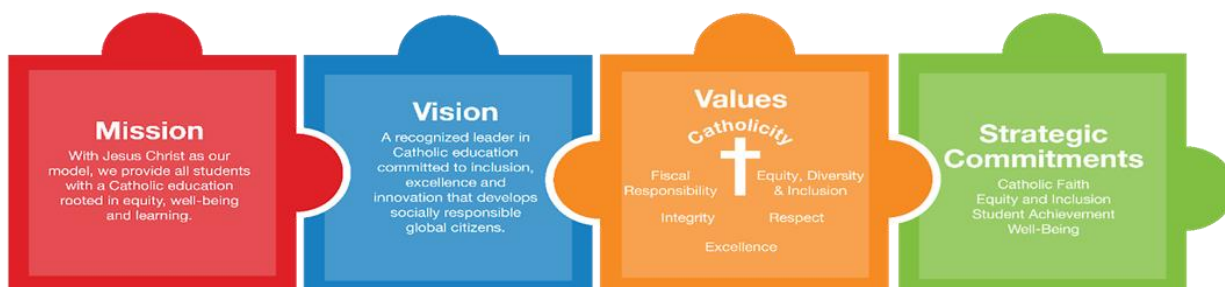 Mission
With Jesus Christ as our
model, we provide all students
with a Catholic education
rooted in equity, well-being
and learning.
Vision
A recognized leader in
Catholic education
committed to inclusion,
excellence and
innovation that develops
socially responsible
global citizens.
Values
Catholicity
Fiscal
Responsibility
Equity, Diversity
& Inclusion
Integrity
Respect
Excellence
Strategic
Commitments
Catholic Faith
Equity and Inclusion
Student Achievement
Well-Being